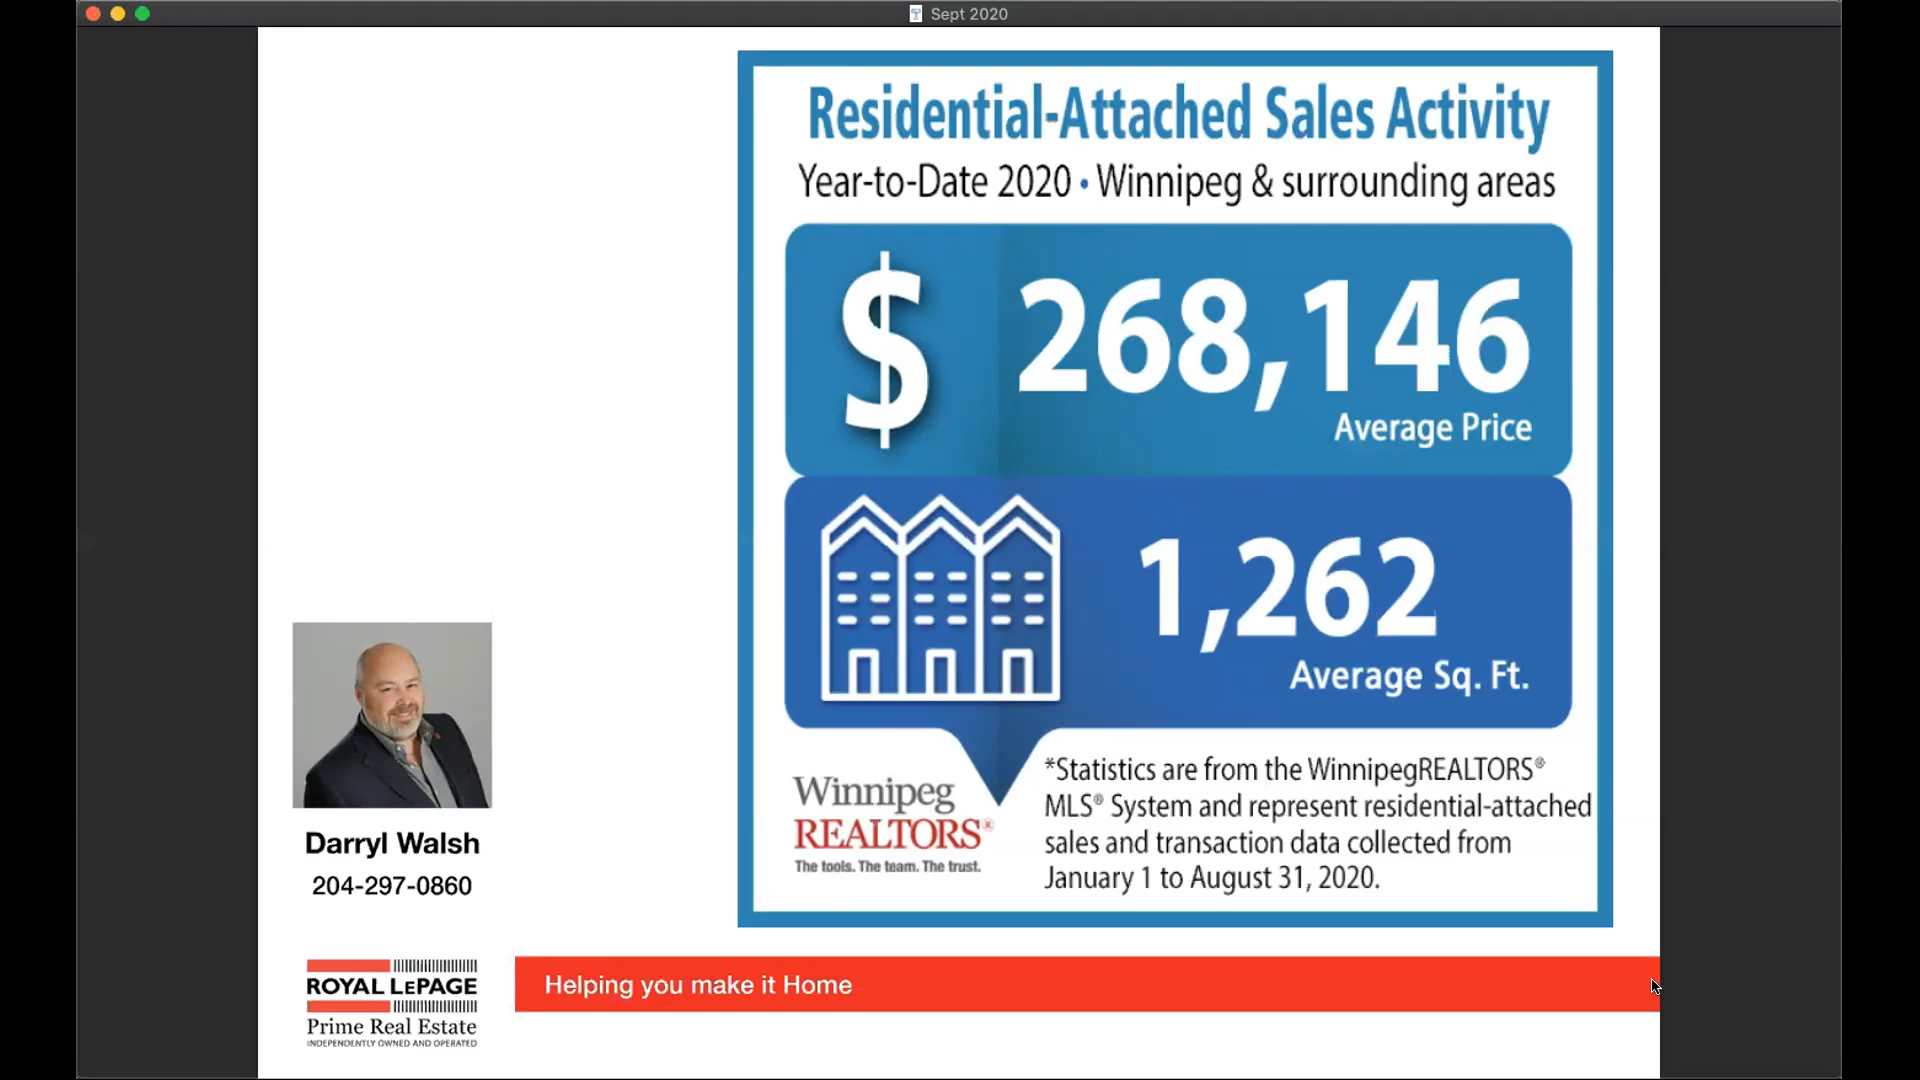 Sept 2020
Residential-Attached Sales Activity
Year-to-Date 2020 • Winnipeg & surrounding areas
$ 268,146
Average Price
1,262
Average Sq. Ft.
*Statistics are from the WinnipegREALTORS®
MLS® System and represent residential-attached
sales and transaction data collected from
January 1 to August 31, 2020.
Winnipeg
REALTORS®
The tools. The team. The trust.
Darryl Walsh
204-297-0860
ROYAL LEPAGE
Prime Real Estate
INDEPENDENTLY OWNED AND OPERATED
Helping you make it Home